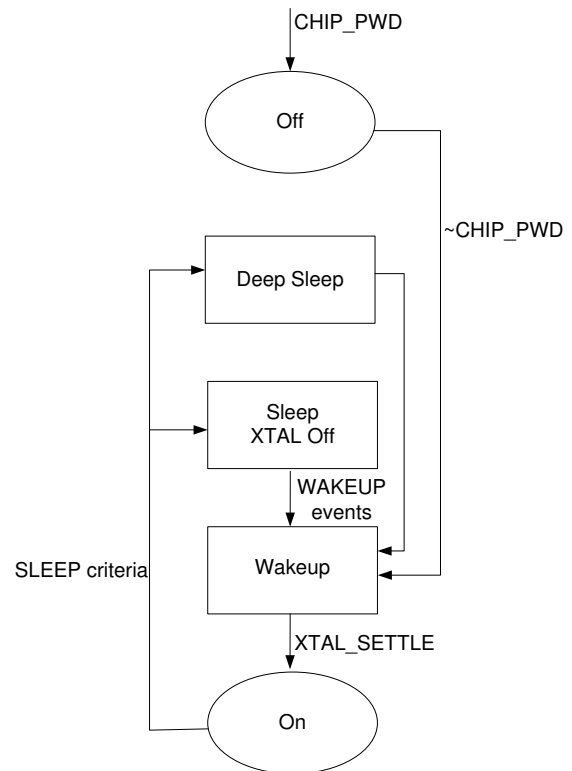 CHIP_PWD
Off
~CHIP_PWD
Deep Sleep
Sleep
XTAL Off
WAKEUP
events
SLEEP criteria
Wakeup
XTAL_SETTLE
On